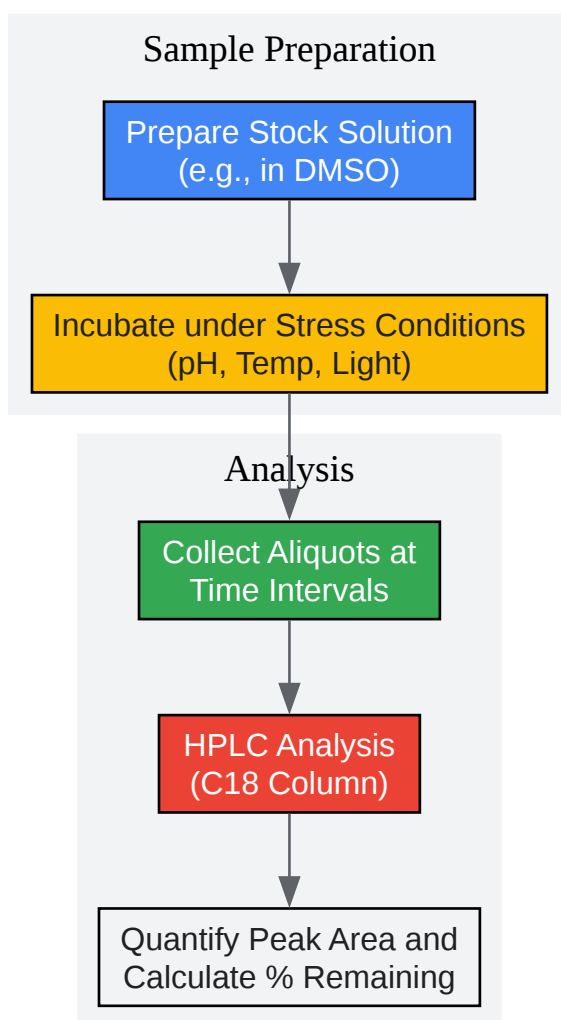 Sample Preparation
Prepare Stock Solution
(e.g., in DMSO)
Incubate under Stress Conditions
(pH, Temp, Light)
Analysis
Collect Aliquots at
Time Intervals
HPLC Analysis
(C18 Column)
Quantify Peak Area and
Calculate % Remaining